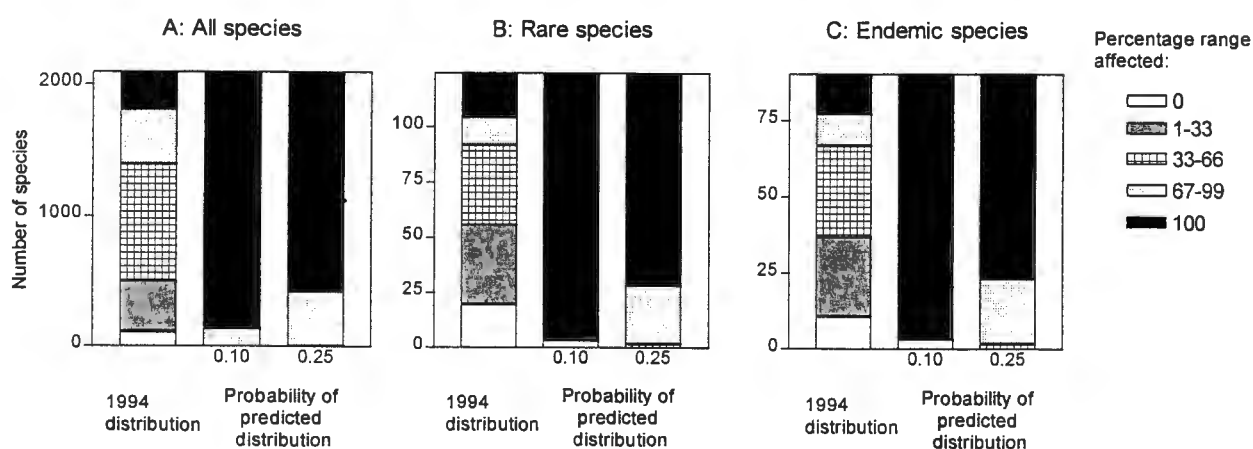 A: All species
B: Rare species
C: Endemic species
Percentage range
affected:
0
1-33
33-66
67-99
100
Number of species
2000
1000
0
0.10
0.25
1994
distribution
Probability of
predicted
distribution
100
75
50
25
0
0.10
0.25
1994
distribution
Probability of
predicted
distribution
75
50
25
0
0.10
0.25
1994
distribution
Probability of
predicted
distribution